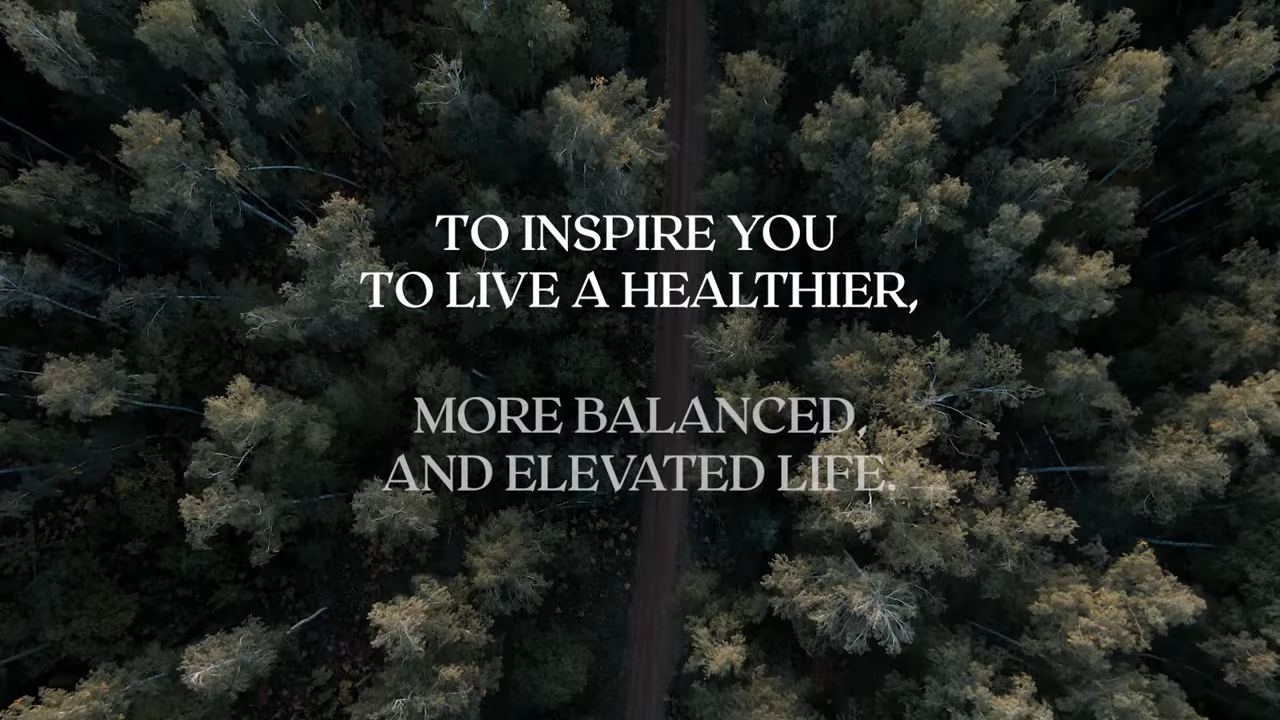 TO INSPIRE YOU
TO LIVE A HEALTHIER,
MORE BALANCED,
AND ELEVATED LIFE.